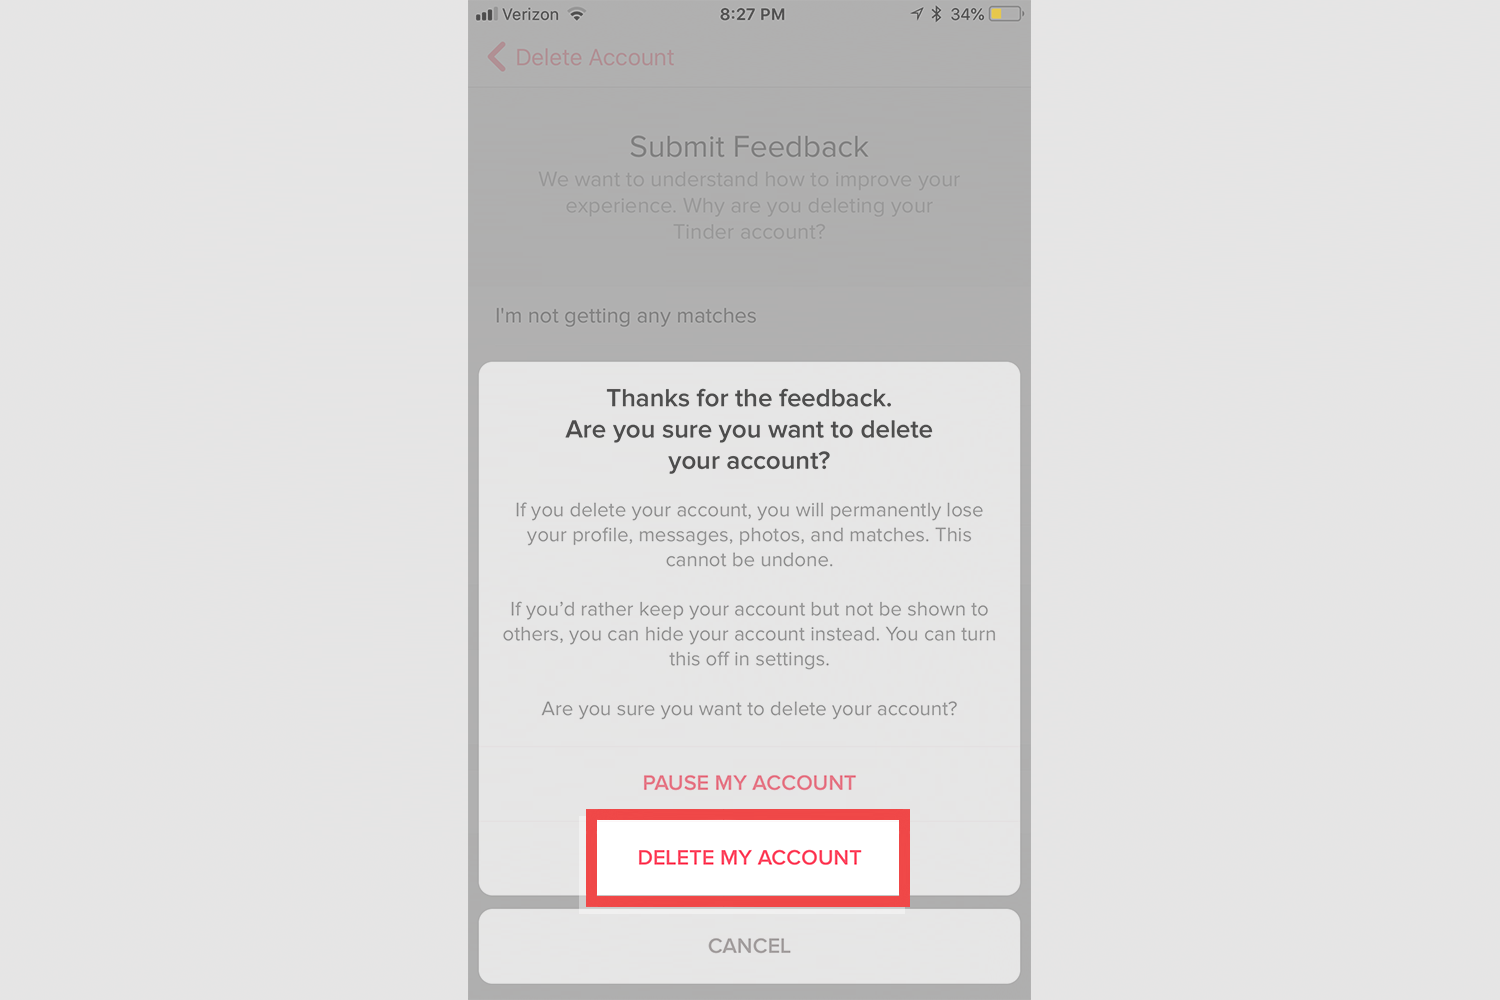 Verizon 8:27 PM 34%
Delete Account
Submit Feedback
We want to understand how to improve your
experience. Why are you deleting your
Tinder account?
I'm not getting any matches
Thanks for the feedback.
Are you sure you want to delete
your account?
If you delete your account, you will permanently lose
your profile, messages, photos, and matches. This
cannot be undone.
If you’d rather keep your account but not be shown to
others, you can hide your account instead. You can turn
this off in settings.
Are you sure you want to delete your account?
PAUSE MY ACCOUNT
DELETE MY ACCOUNT
CANCEL